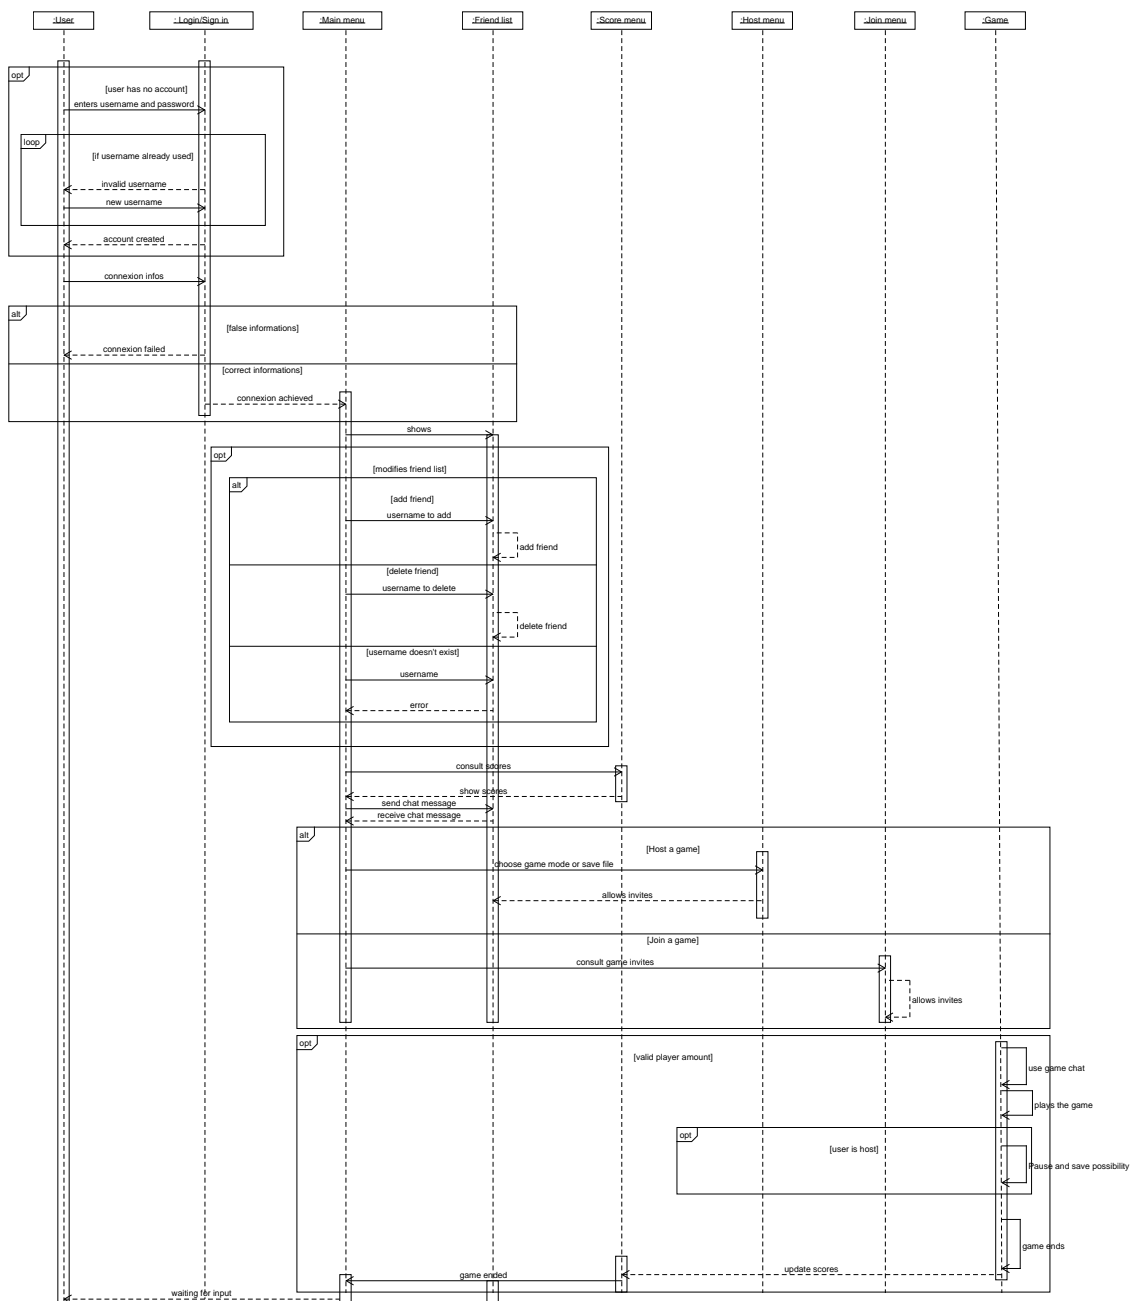 :User
: Login/Sign in
:Main menu
:Friend list
:Score menu
:Host menu
:Join menu
:Game
opt
[user has no account]
enters username and password
loop
[if username already used]
invalid username
new username
account created
connexion infos
alt
[false informations]
connexion failed
[correct informations]
connexion achieved
shows
opt
[modifies friend list]
alt
[add friend]
username to add
add friend
[delete friend]
username to delete
delete friend
[username doesn't exist]
username
error
consult scores
show scores
send chat message
receive chat message
alt
[Host a game]
choose game mode or save file
allows invites
[Join a game]
consult game invites
allows invites
opt
[valid player amount]
use game chat
plays the game
opt
[user is host]
Pause and save possibility
game ends
update scores
game ended
waiting for input